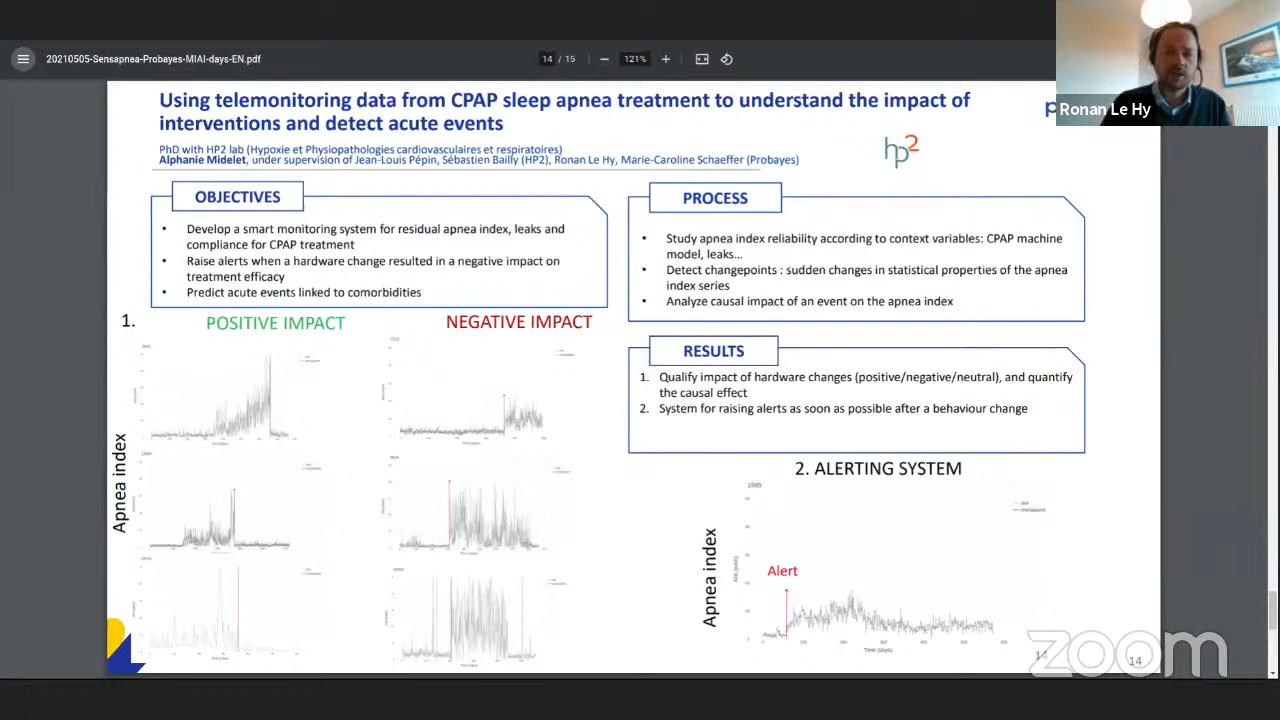 20210505-Sensapnea-Probayes-MIAI-days-EN.pdf
14 / 15
121%
Ronan Le Hy
Using telemonitoring data from CPAP sleep apnea treatment to understand the impact of
interventions and detect acute events
PhD with HP2 lab (Hypoxie et Physiopathologies cardiovasculaires et respiratoires)
Alphanie Midelet, under supervision of Jean-Louis Pépin, Sébastien Bailly (HP2), Ronan Le Hy, Marie-Caroline Schaeffer (Probayes)
hp2
OBJECTIVES
• Develop a smart monitoring system for residual apnea index, leaks and
compliance for CPAP treatment
• Raise alerts when a hardware change resulted in a negative impact on
treatment efficacy
• Predict acute events linked to comorbidities
PROCESS
• Study apnea index reliability according to context variables: CPAP machine
model, leaks...
• Detect changepoints : sudden changes in statistical properties of the apnea
index series
• Analyze causal impact of an event on the apnea index
1.
POSITIVE IMPACT
NEGATIVE IMPACT
Apnea index
RESULTS
1. Qualify impact of hardware changes (positive/negative/neutral), and quantify
the causal effect
2. System for raising alerts as soon as possible after a behaviour change
2. ALERTING SYSTEM
Apnea index
Alert
Time (days)
14
14
zoom